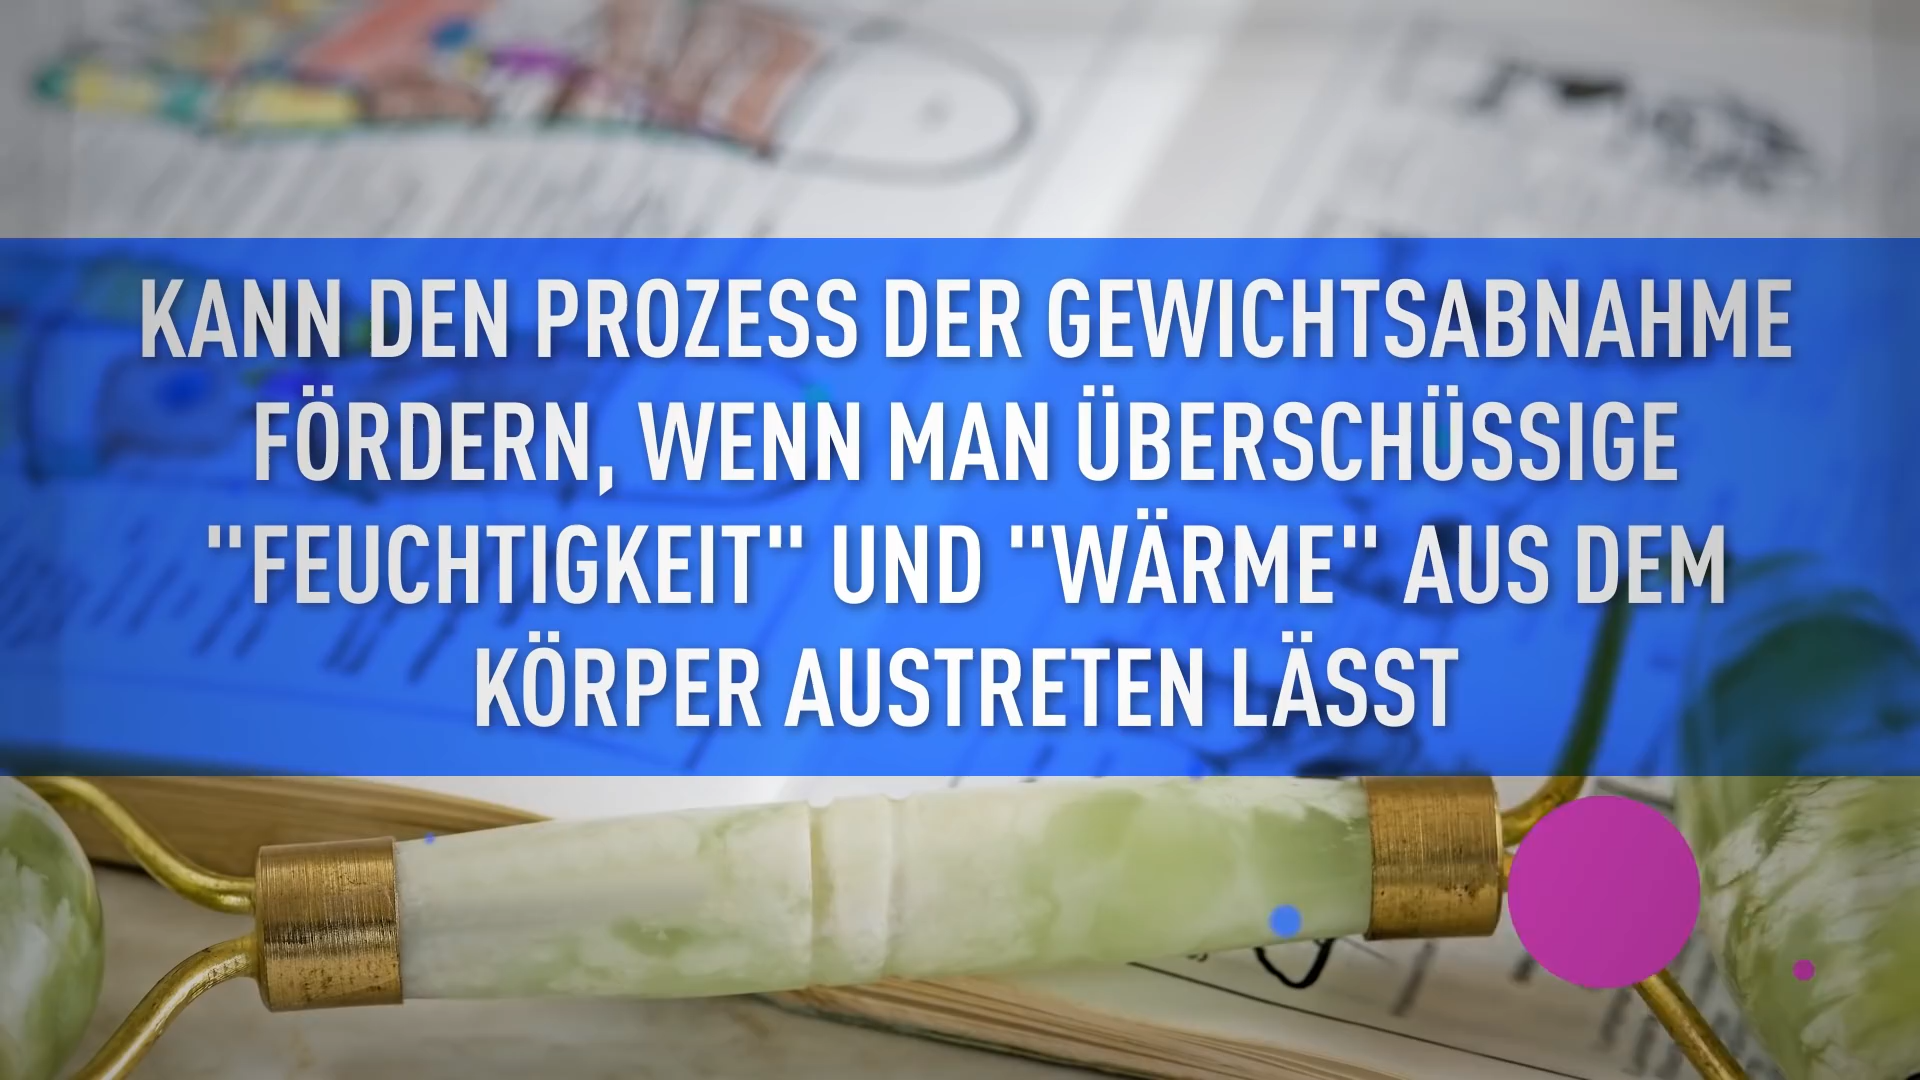 KANN DEN PROZESS DER GEWICHTSABNAHME
FÖRDERN, WENN MAN ÜBERSCHÜSSIGE
"FEUCHTIGKEIT" UND "WÄRME" AUS DEM
KÖRPER AUSTRETEN LÄSST